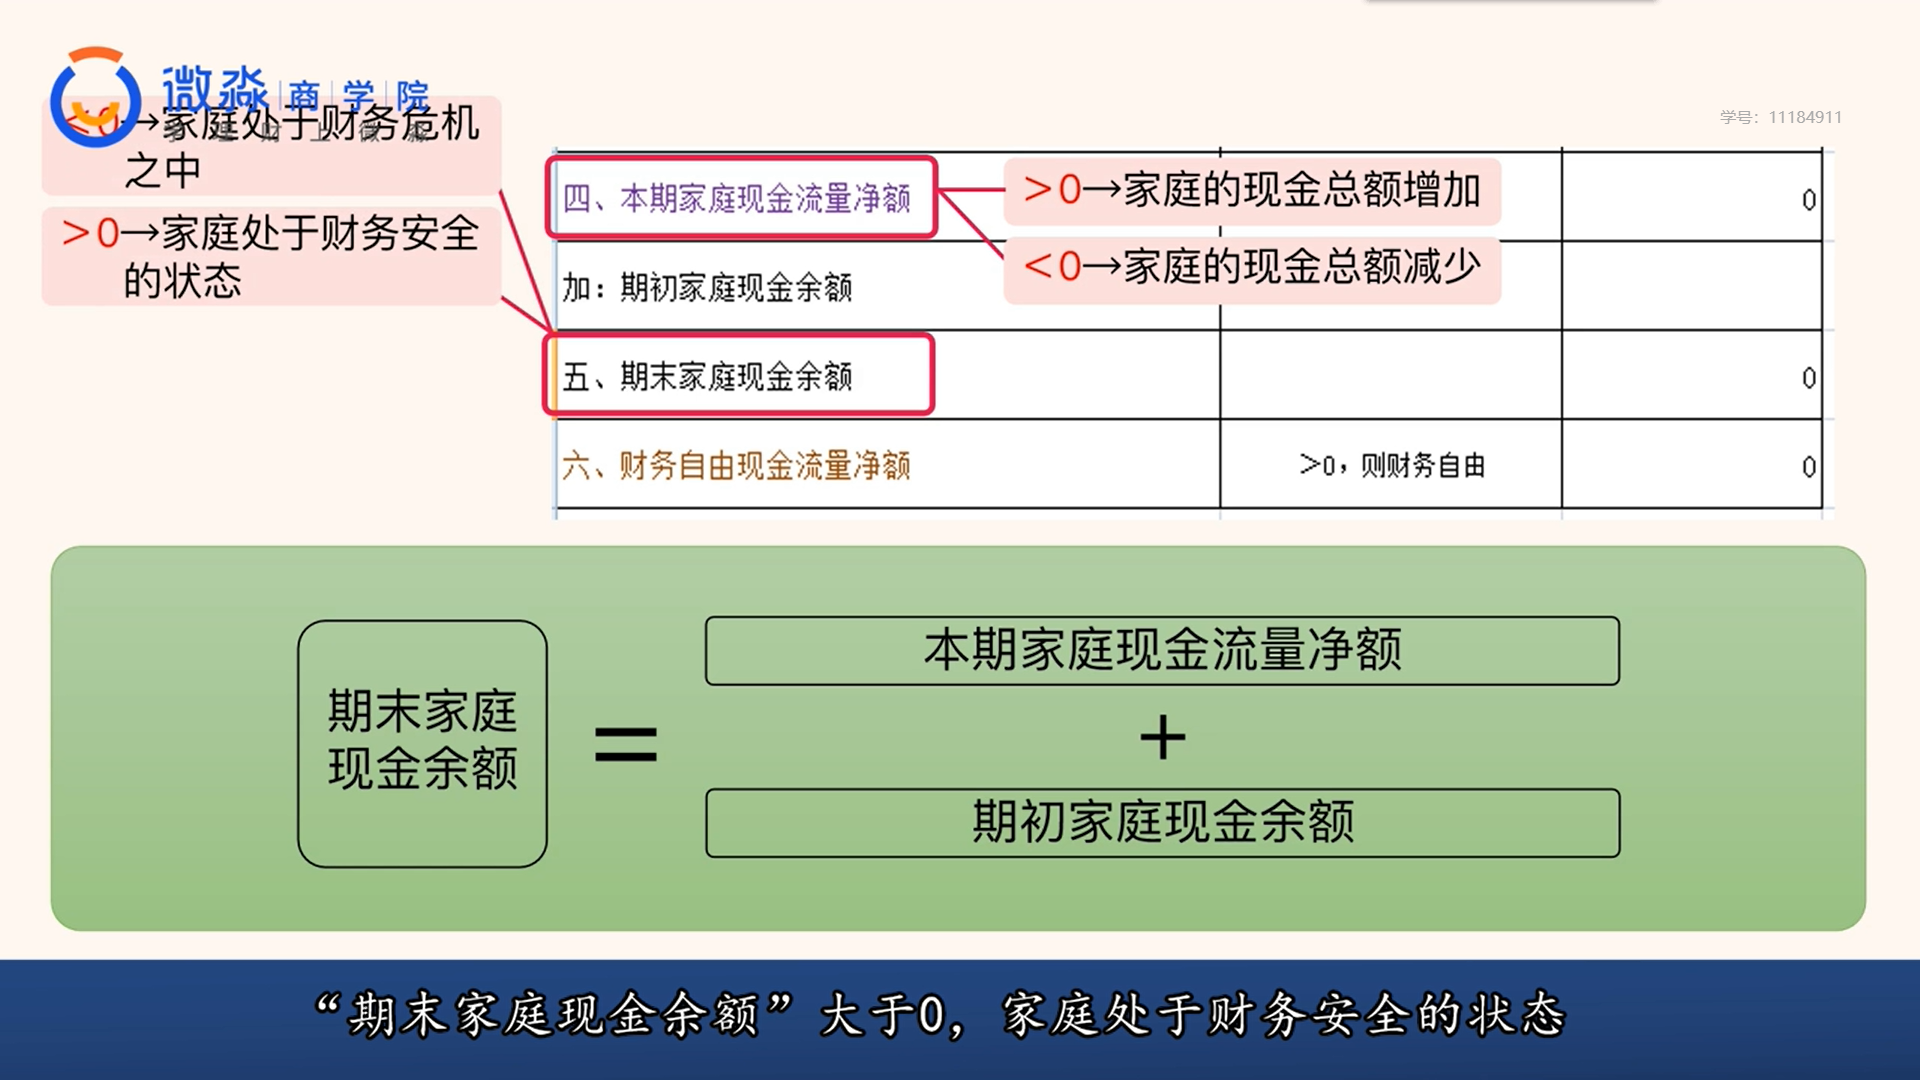 微淼 商 学 院
学 理 财 上 微 淼
学号：11184911
＜0→家庭处于财务危机
之中
＞0→家庭处于财务安全
的状态
四、本期家庭现金流量净额
＞0→家庭的现金总额增加
0
＜0→家庭的现金总额减少
加：期初家庭现金余额
五、期末家庭现金余额
0
六、财务自由现金流量净额
>0，则财务自由
0
期末家庭
现金余额
=
本期家庭现金流量净额
+
期初家庭现金余额
“期末家庭现金余额”大于0，家庭处于财务安全的状态